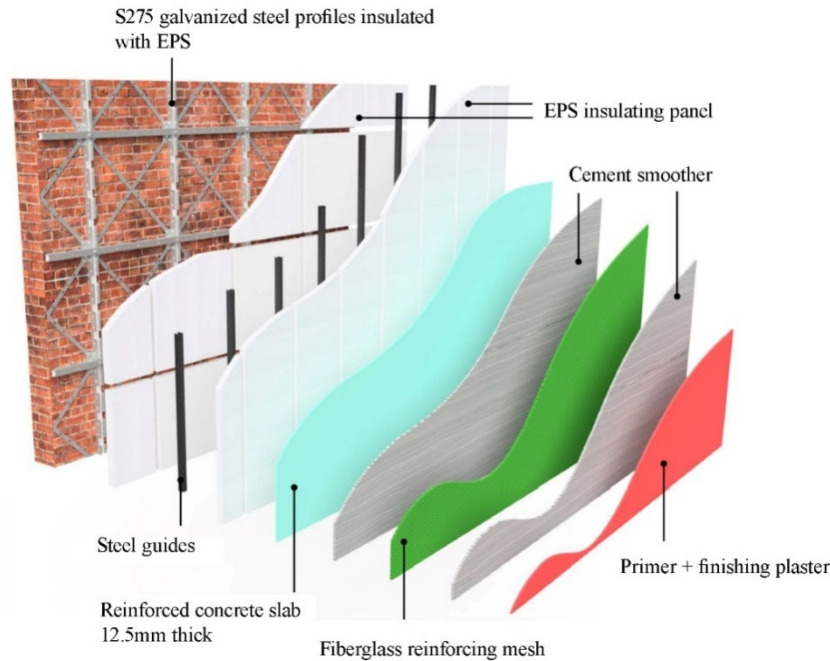 S275 galvanized steel profiles insulated
with EPS
EPS insulating panel
Cement smoother
Steel guides
Primer + finishing plaster
Reinforced concrete slab
12.5mm thick
Fiberglass reinforcing mesh